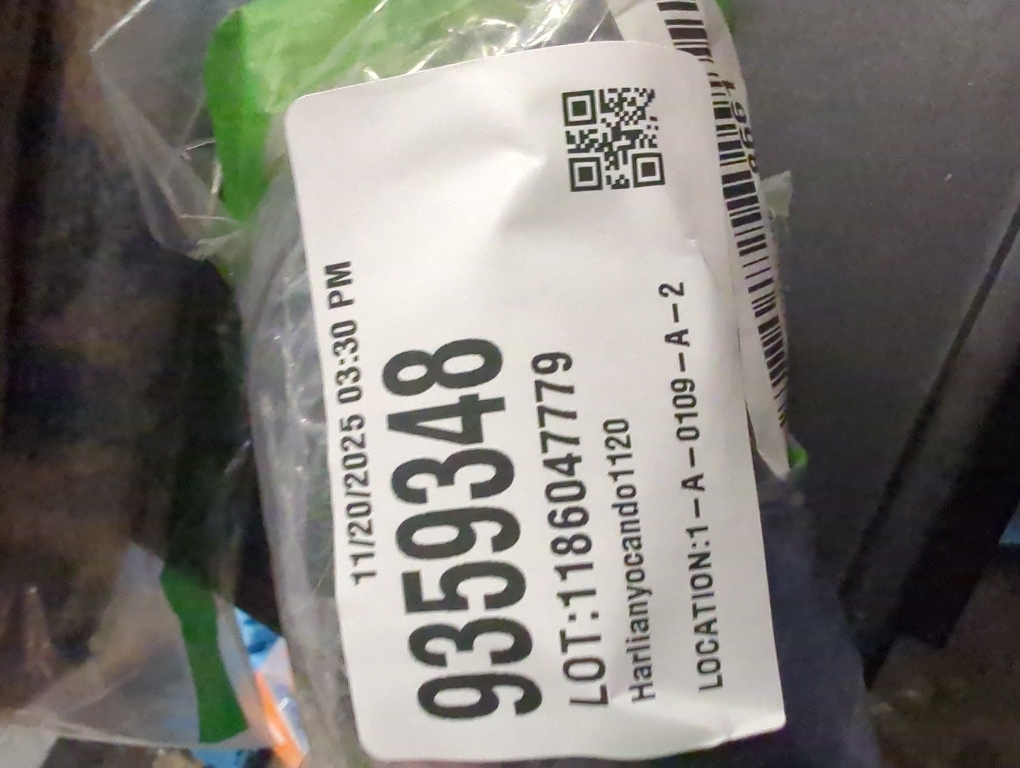 11/20/2025 03:30 PM
9359348
LOT:1186047779
Harlianyocando1120
LOCATION:1-A-0109-A-2